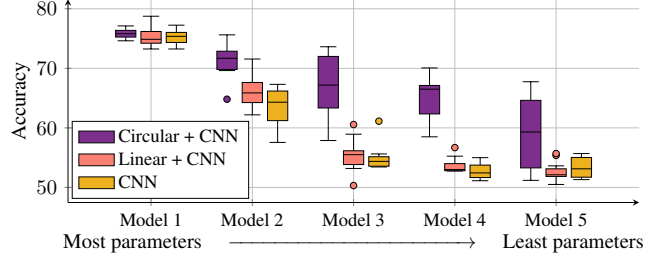 80
70
60
50
Accuracy
Circular + CNN
Linear + CNN
CNN
Model 1 Model 2 Model 3 Model 4 Model 5
Most parameters Least parameters